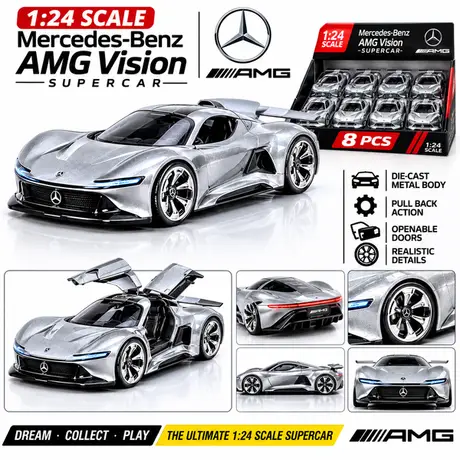 1:24 SCALE
Mercedes-Benz
AMG Vision
SUPERCAR
AMG
1:24
SCALE
Mercedes-Benz
AMG Vision
SUPERCAR
AMG
8 PCS
1:24
SCALE
DIE-CAST
METAL BODY
PULL BACK
ACTION
OPENABLE
DOORS
REALISTIC
DETAILS
AMG
DREAM · COLLECT · PLAY
THE ULTIMATE 1:24 SCALE SUPERCAR
AMG